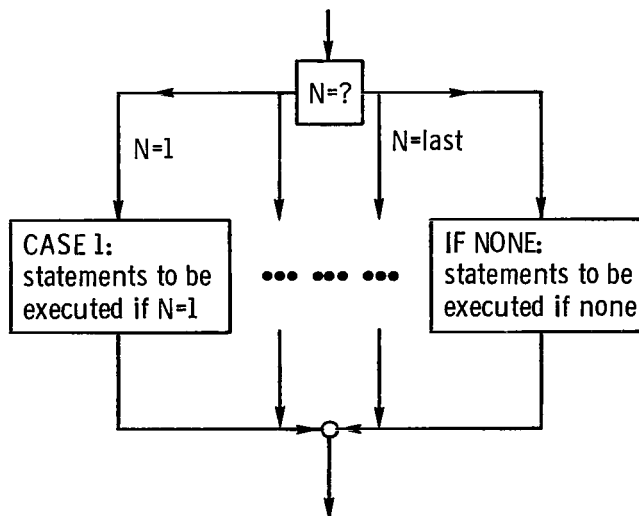 N=?
N=1
N=last
CASE 1:
statements to be
executed if N=1
IF NONE:
statements to be
executed if none